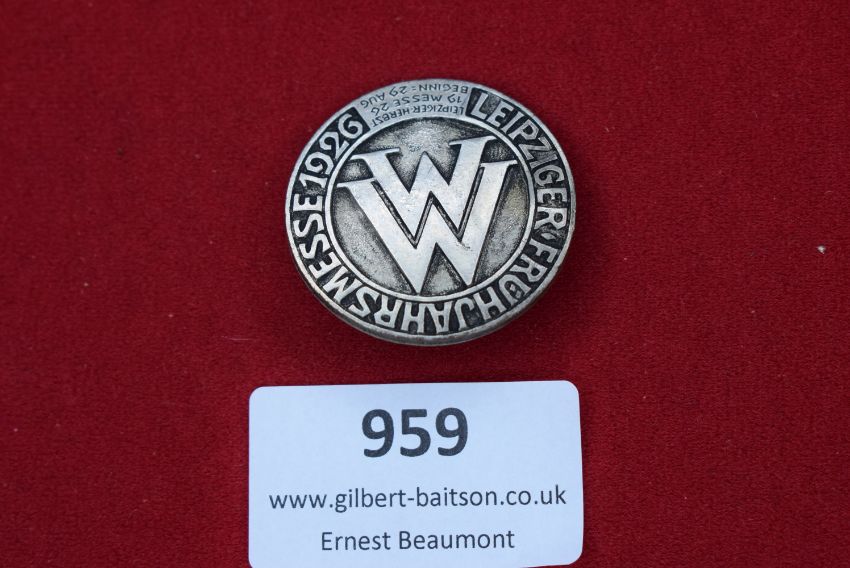 LEIPZIGER·FRÜHJAHRSMESSE 1926
LEIPZIGER·HERBST
19 MESSE 26
BEGINN: 29 AUG
W
W
959
www.gilbert-baitson.co.uk
Ernest Beaumont